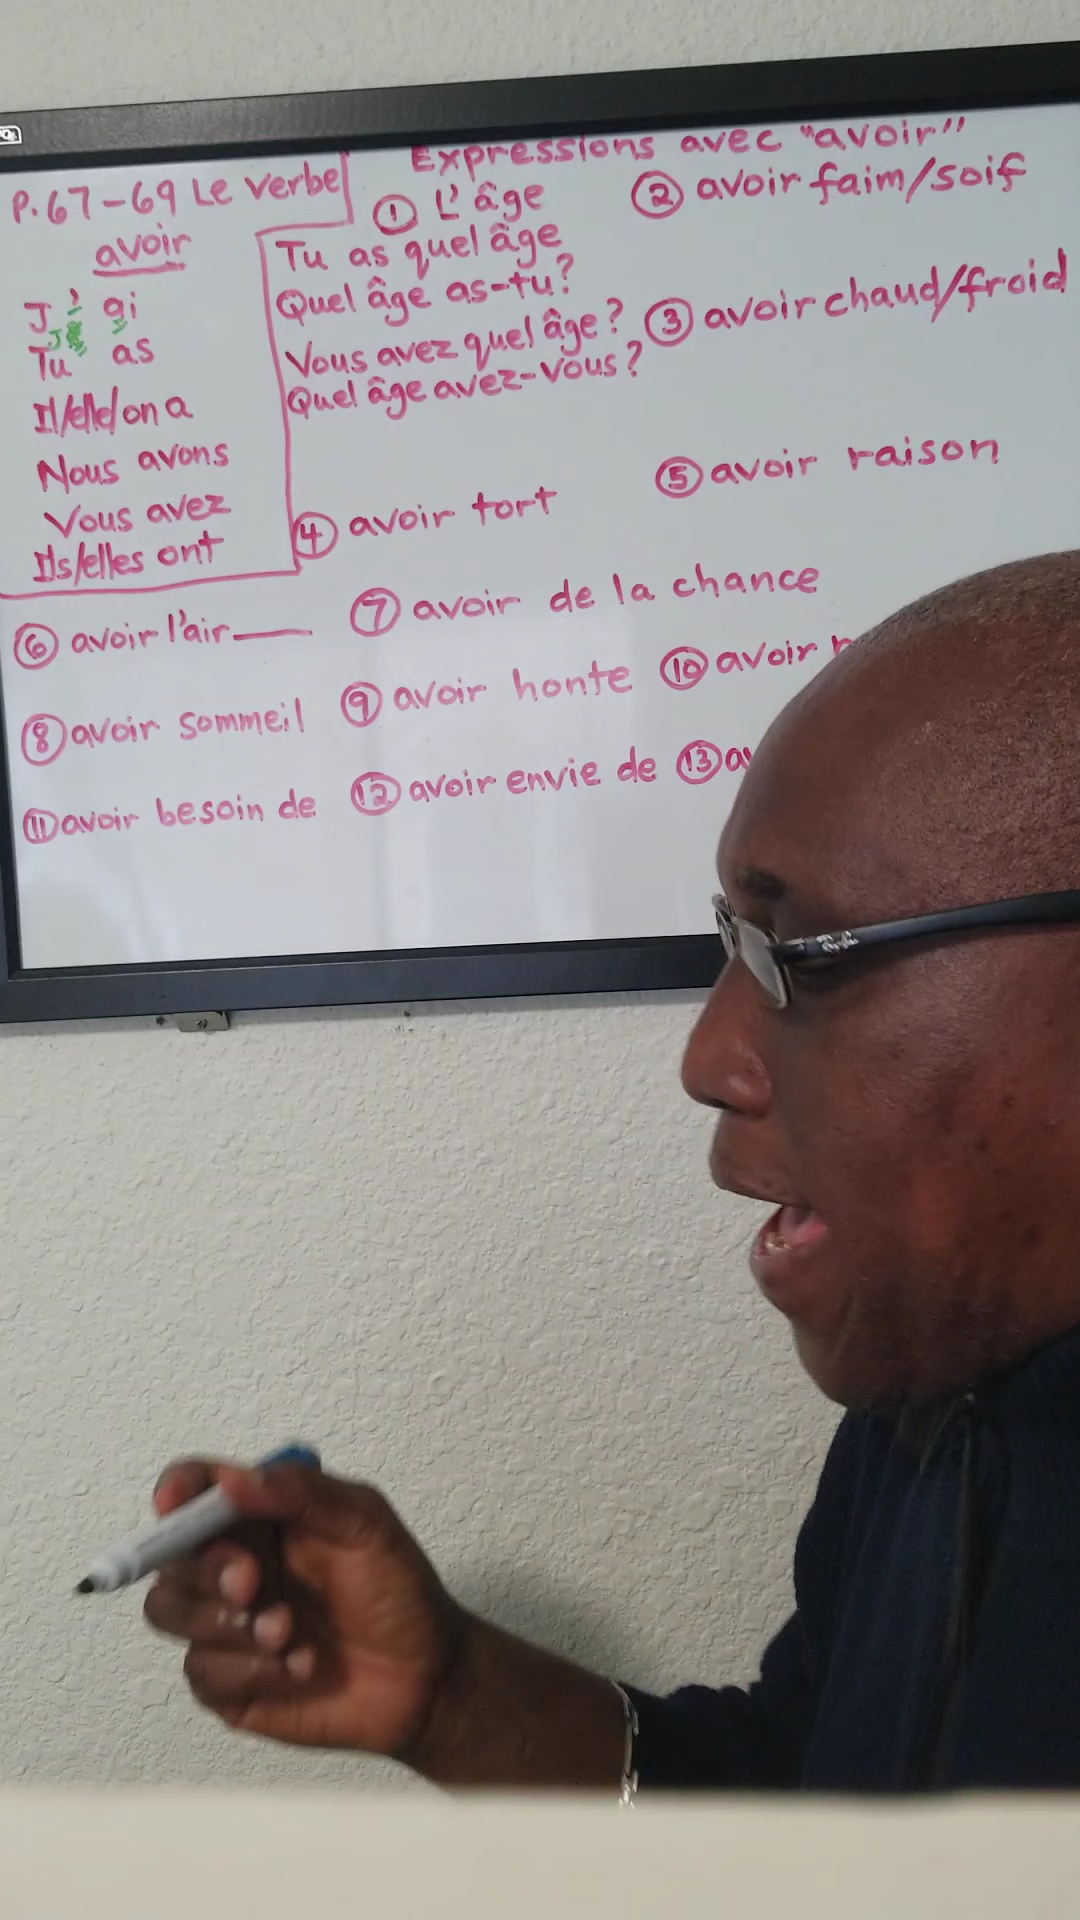 P.67-69 Le verbe
avoir
J'ai
Tu as
Il/elle/on a
Nous avons
Vous avez
Ils/elles ont
Expressions avec "avoir"
① L'âge
Tu as quel âge
Quel âge as-tu?
Vous avez quel âge?
Quel âge avez-vous?
② avoir faim/soif
③ avoir chaud/froid
④ avoir tort
⑤ avoir raison
⑥ avoir l'air ___
⑦ avoir de la chance
⑧ avoir sommeil
⑨ avoir honte
⑩ avoir
⑪ avoir besoin de
⑫ avoir envie de
⑬